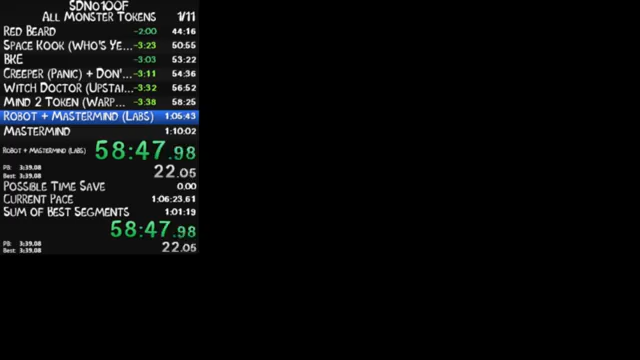 SDNO100F
ALL MONSTER TOKENS 1/11
RED BEARD -2:00 44:16
SPACE KOOK (WHO'S YE... -3:23 50:55
BKE -3:03 53:22
CREEPER (PANIC) + DON'... -3:11 54:36
WITCH DOCTOR (UPSTAI... -3:32 56:52
MIND 2 TOKEN (WARP... -3:38 58:25
ROBOT + MASTERMIND (LABS) 1:05:43
MASTERMIND 1:10:02
ROBOT + MASTERMIND (LABS) 58:47.98
PB: 3:39.08
Best: 3:39.08 22.05
POSSIBLE TIME SAVE 0.00
CURRENT PACE 1:06:23.61
SUM OF BEST SEGMENTS 1:01:19
58:47.98
PB: 3:39.08
Best: 3:39.08 22.05